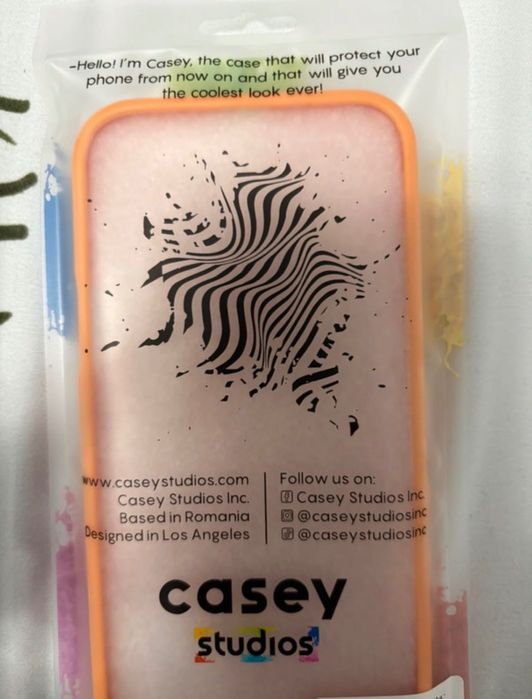 -Hello! I'm Casey, the case that will protect your
phone from now on and that will give you
the coolest look ever!
www.caseystudios.com
Casey Studios Inc.
Based in Romania
Designed in Los Angeles
Follow us on:
Casey Studios Inc.
@caseystudiosinc
@caseystudiosinc
casey
studios